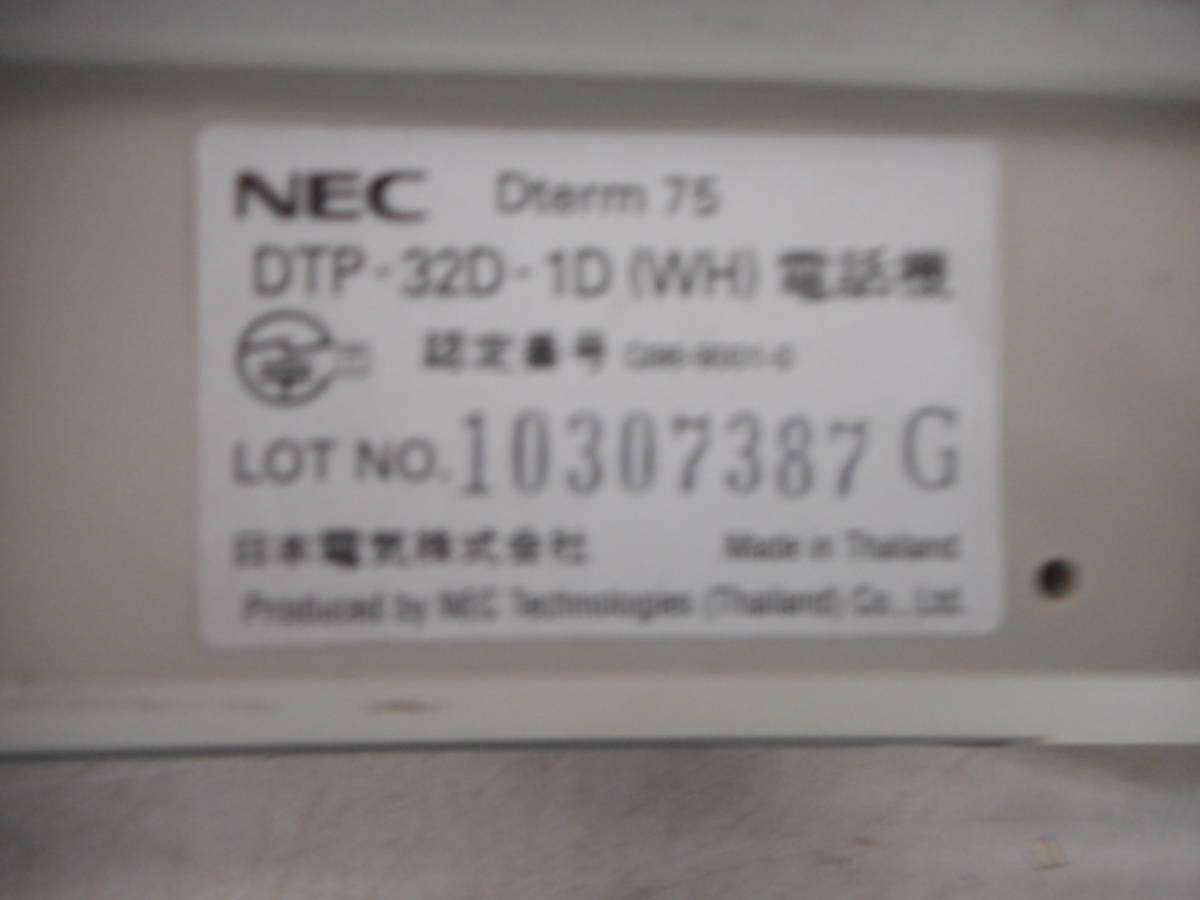 NEC Dterm 75
DTP-32D-1D (WH) 電話機
認定番号
LOT NO. 10307387 G
日本電気株式会社 Made in Thailand
Produced by NEC Technologies (Thailand) Co., Ltd.